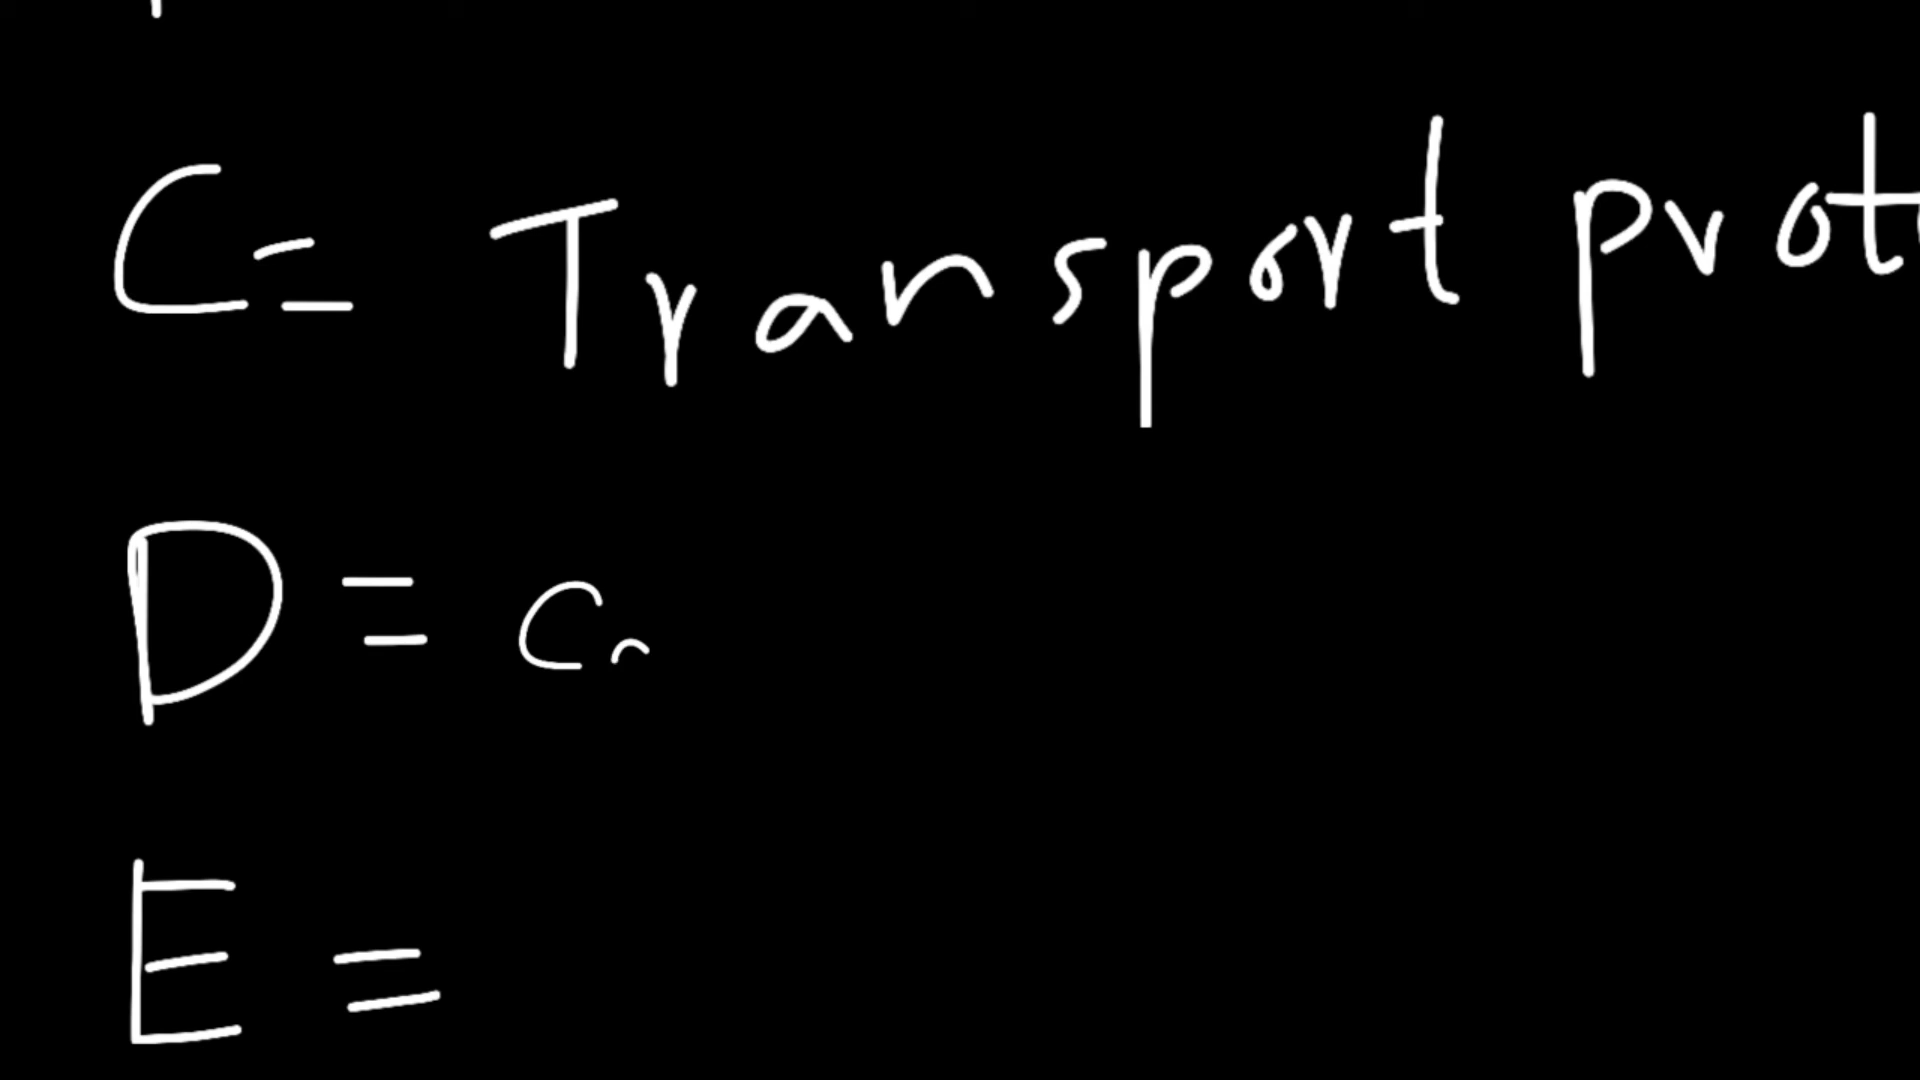 C= Transport prot
D = C
E =